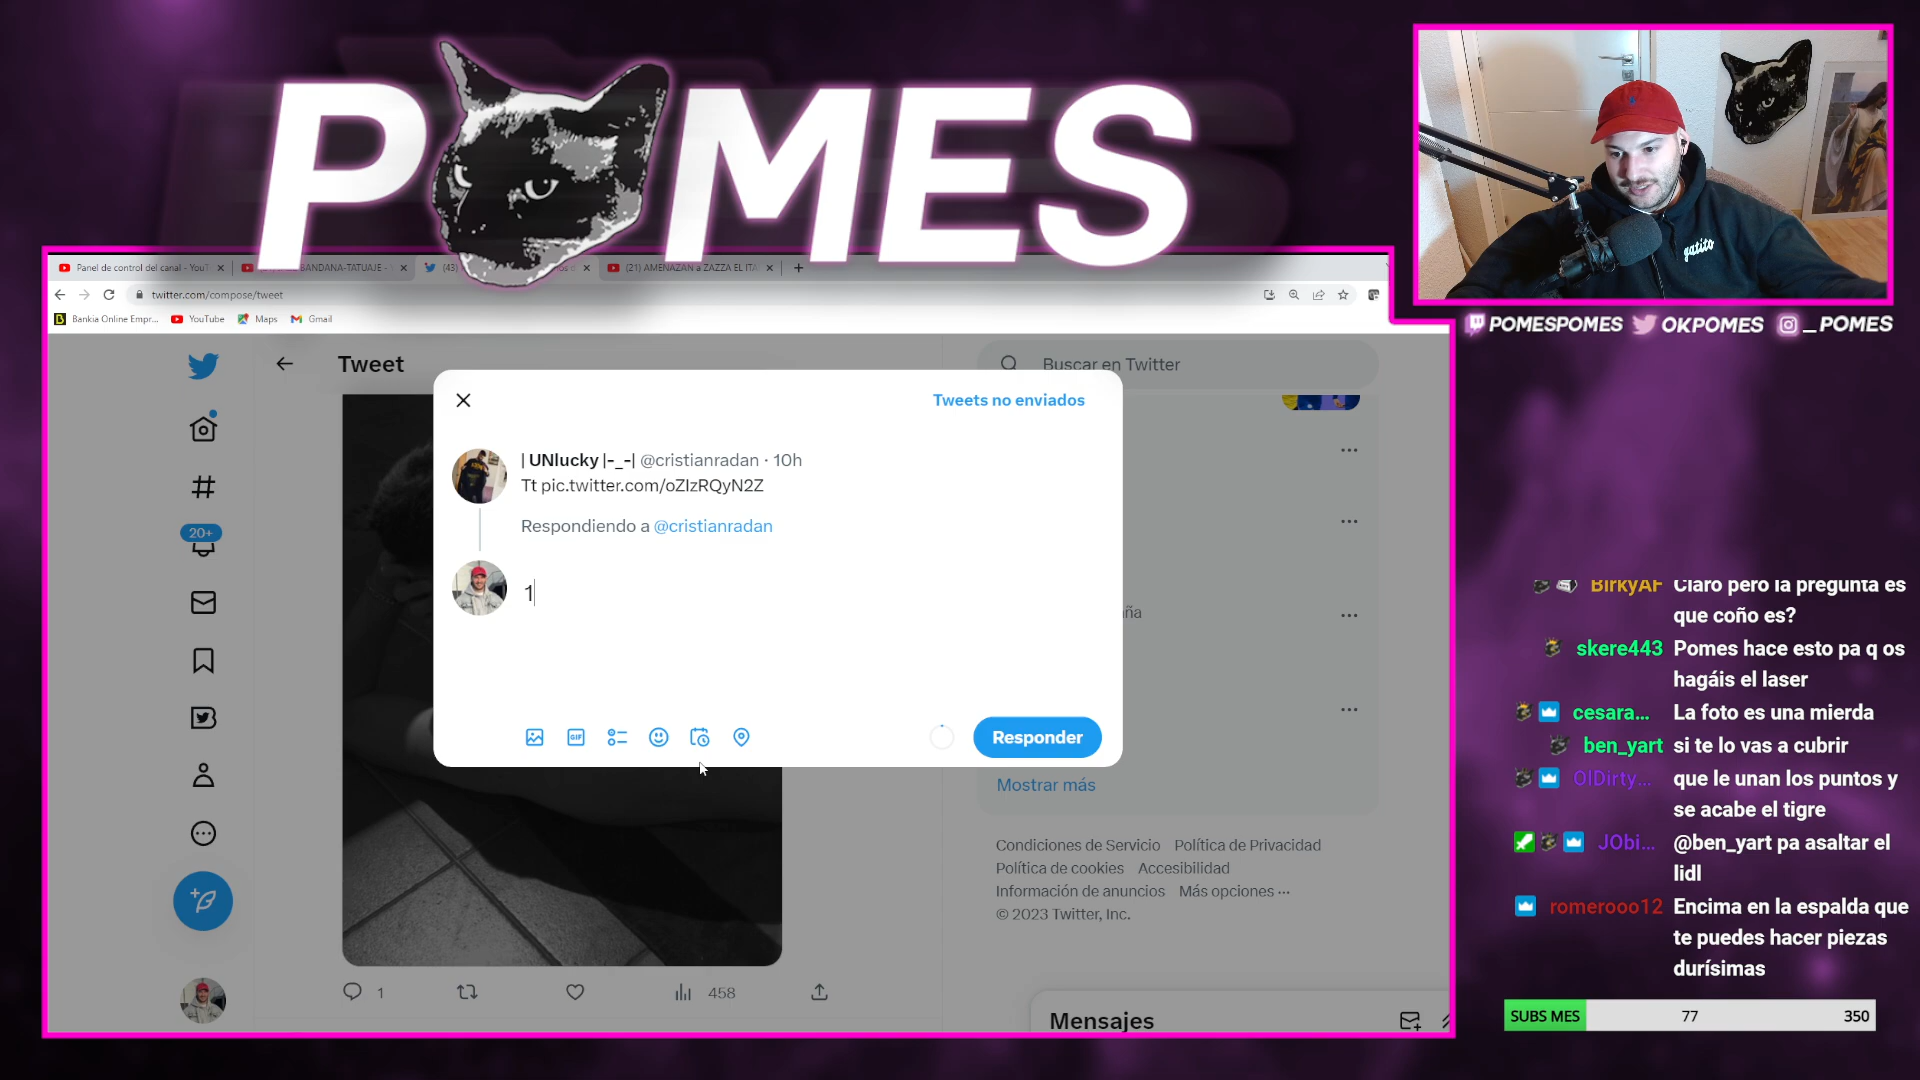 POMES
Panel de control del canal - YouT
BANDANA-TATUAJE -
(43)
(21) AMENAZAN a ZAZZA EL ITA
twitter.com/compose/tweet
Bankia Online Empr...
YouTube
Maps
Gmail
POMESPOMES
OKPOMES
_POMES
gatito
Tweet
Buscar en Twitter
Tweets no enviados
| UNlucky |-_-| @cristianradan · 10h
Tt pic.twitter.com/oZIzRQyN2Z
Respondiendo a @cristianradan
1
20+
ña
GIF
Responder
Mostrar más
Condiciones de Servicio Política de Privacidad
Política de cookies Accesibilidad
Información de anuncios Más opciones ···
© 2023 Twitter, Inc.
1
458
Mensajes
BirkyAF Claro pero la pregunta es
que coño es?
skere443 Pomes hace esto pa q os
hagáis el laser
cesara... La foto es una mierda
ben_yart si te lo vas a cubrir
OlDirty... que le unan los puntos y
se acabe el tigre
JObi... @ben_yart pa asaltar el
lidl
romerooo12 Encima en la espalda que
te puedes hacer piezas
durísimas
SUBS MES 77 350